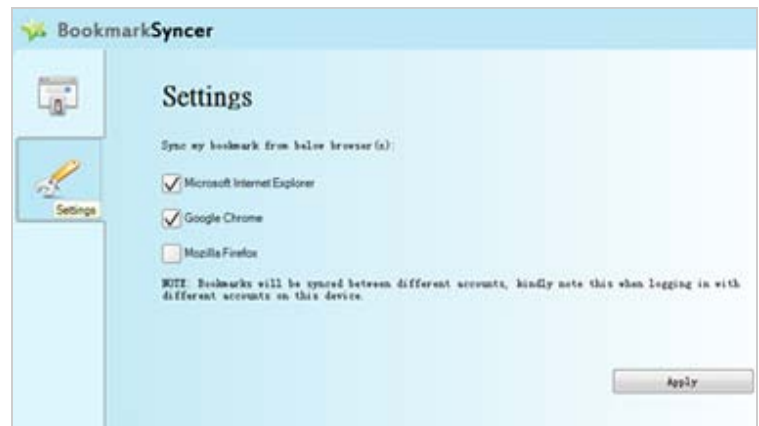 BookmarkSyncer
Settings
Sync my bookmark from below browser(s):
Microsoft Internet Explorer
Settings
Google Chrome
Mozilla Firefox
NOTE: Bookmarks will be synced between different accounts, kindly note this when logging in with
different accounts on this device.
Apply